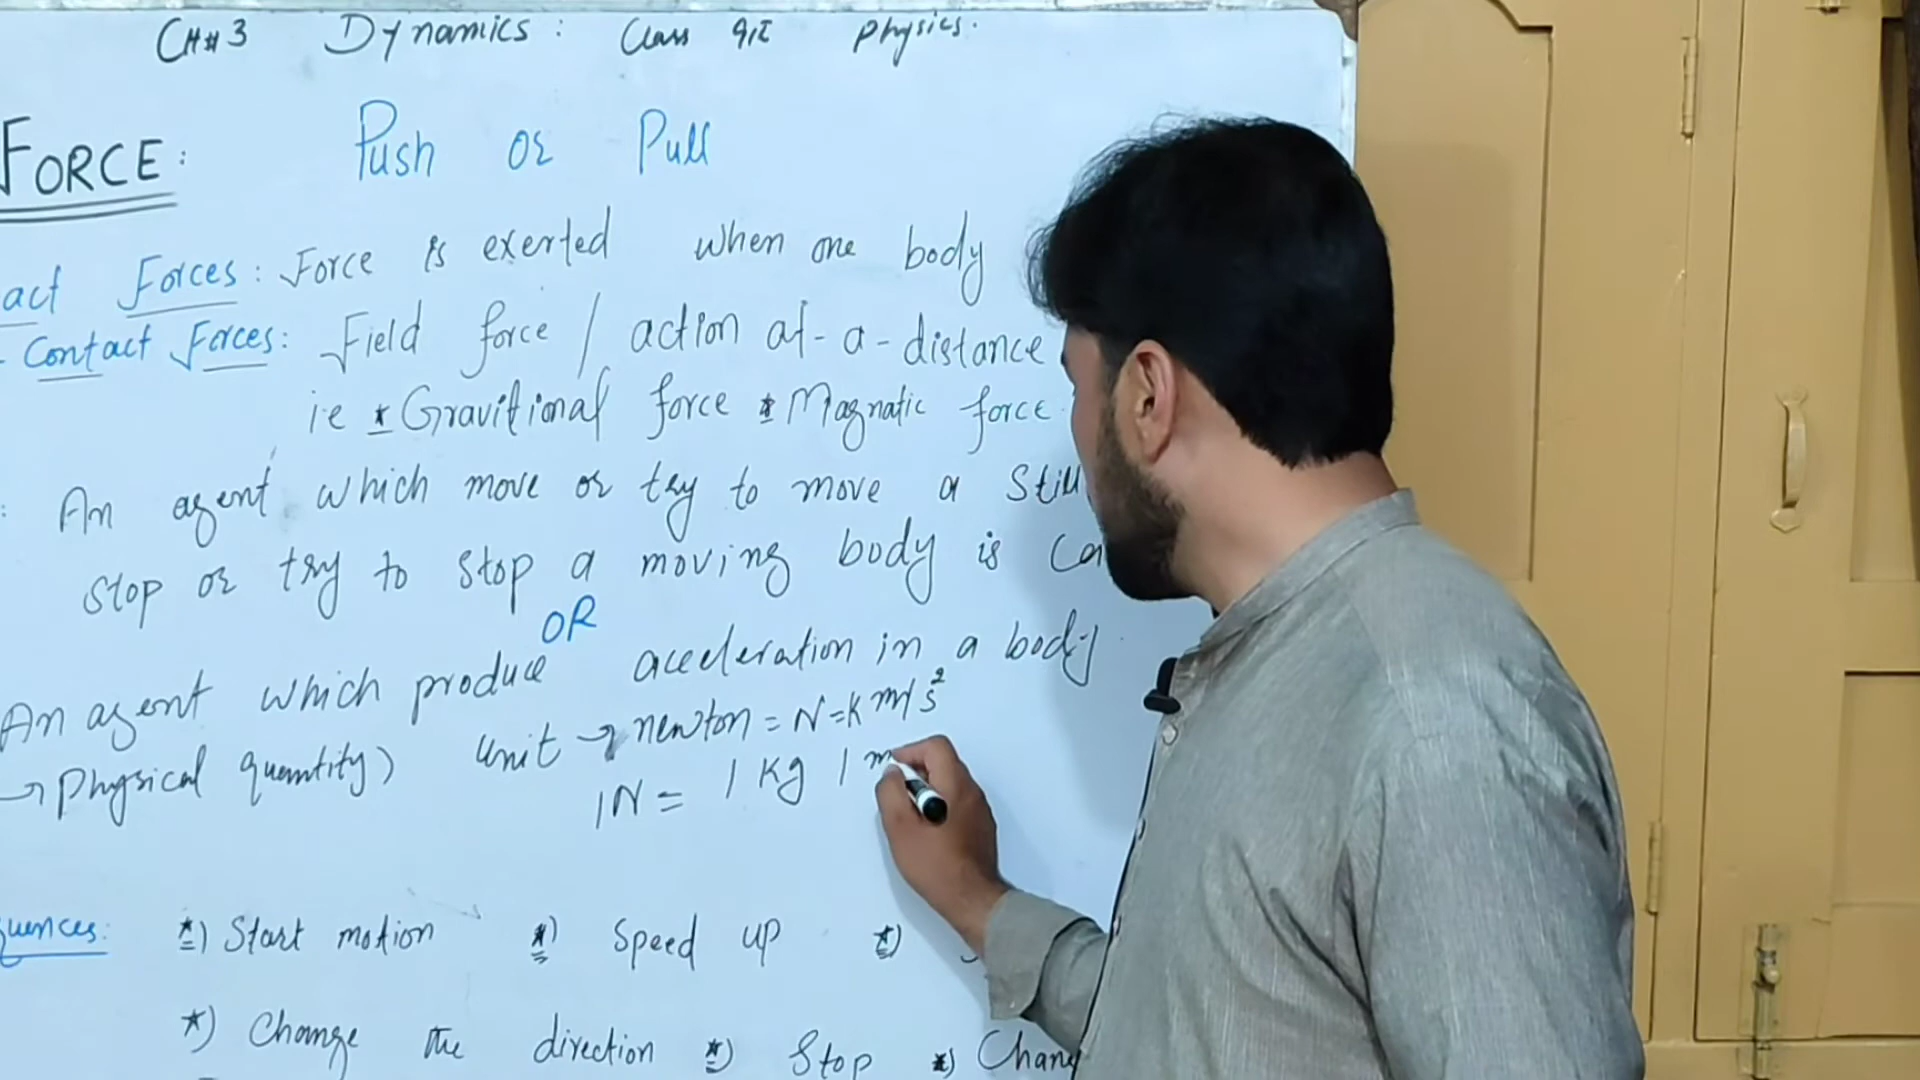 CH#3 Dynamics: Class 9th Physics.
FORCE: Push or Pull
act Forces: Force is exerted when one body
- Contact Forces: Field force / action at-a-distance
ie * Gravitional force * Magnatic force
: An agent which move or try to move a Still
Stop or try to stop a moving body is Ca
OR
An agent which produce aceeleration in a body
→ Physical quantity) unit → newton = N=K m/s²
1N = 1 Kg 1 m
quences: *) Start motion *) Speed up *)
*) Change the direction *) Stop *) Chang